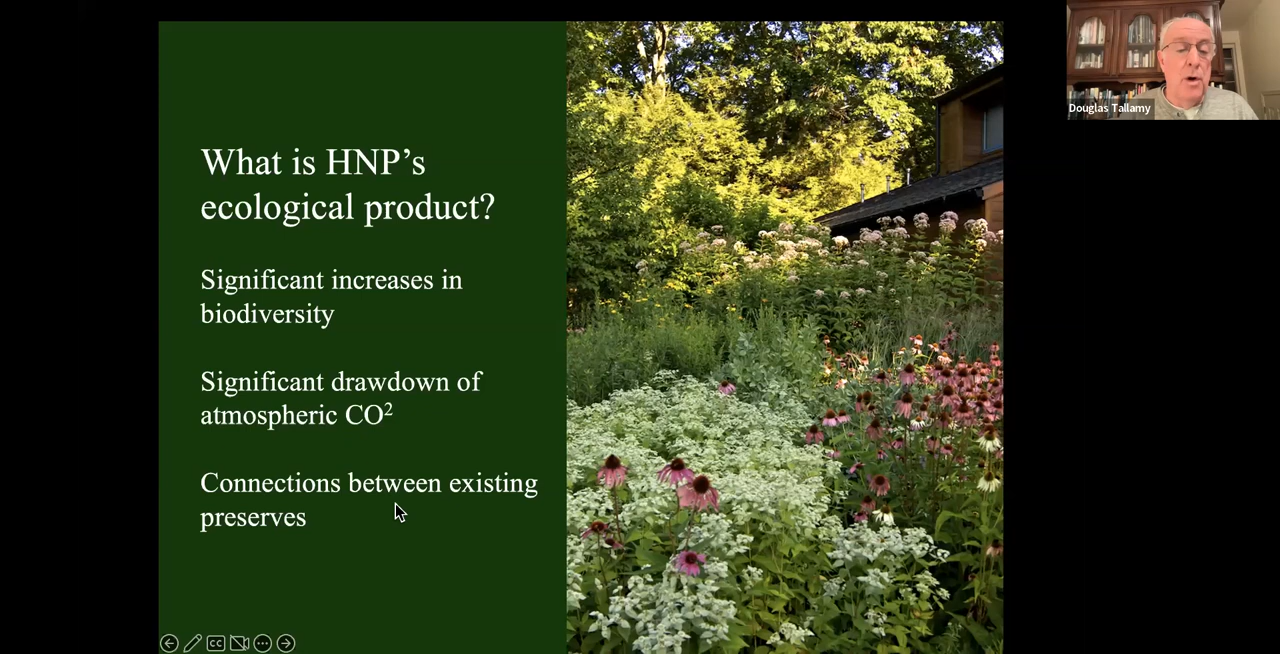 What is HNP’s
ecological product?
Significant increases in
biodiversity
Significant drawdown of
atmospheric CO²
Connections between existing
preserves
Douglas Tallamy
CC